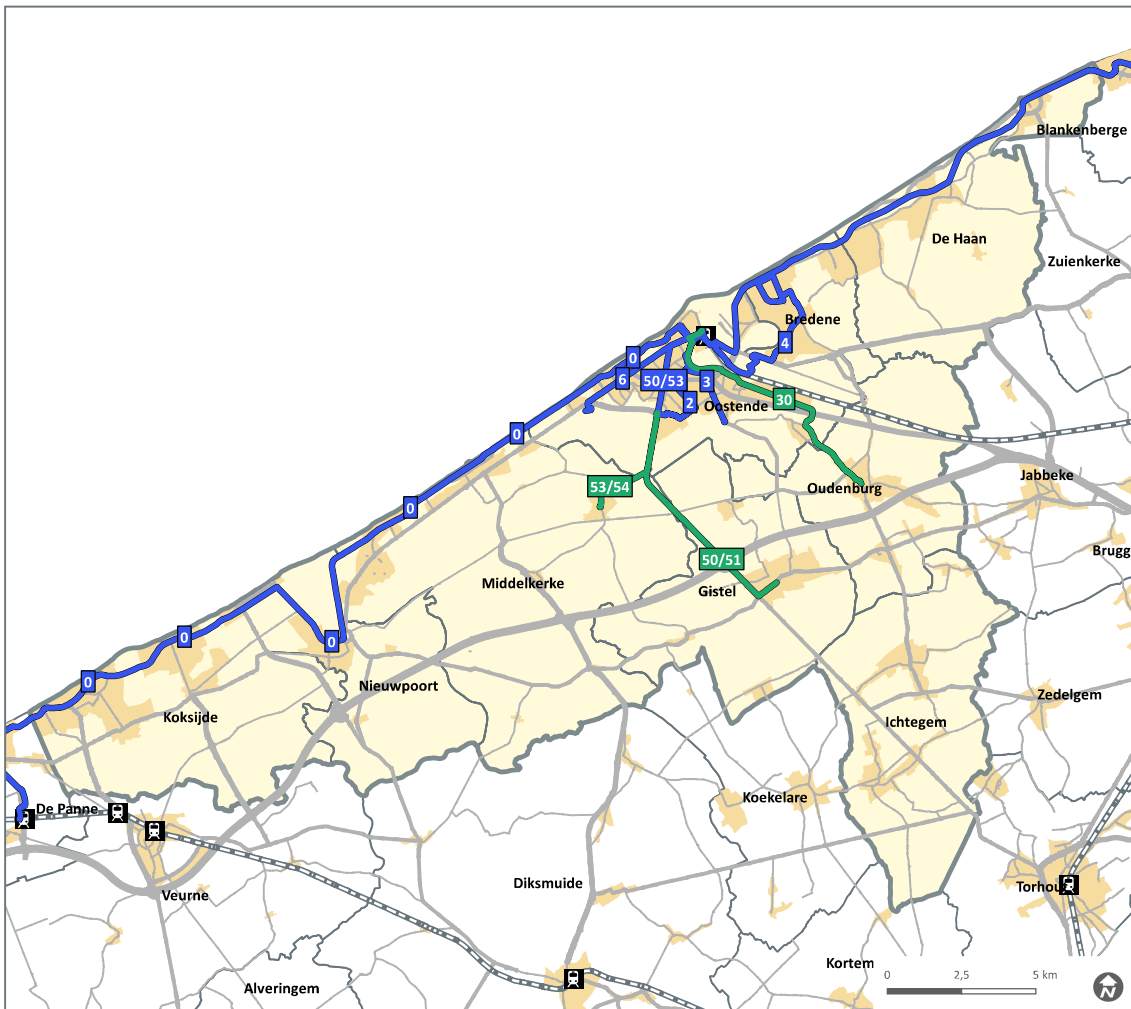 Blankenberge
De Haan
Zuienkerke
Bredene
4
0
6
50/53
3
2
Oostende
30
0
53/54
Oudenburg
Jabbeke
0
50/51
Brugg
Middelkerke
Gistel
0
0
0
Nieuwpoort
Koksijde
Zedelgem
Ichtegem
De Panne
Koekelare
Diksmuide
Torhou
Veurne
Kortem
Alveringem
0 2,5 5 km
N